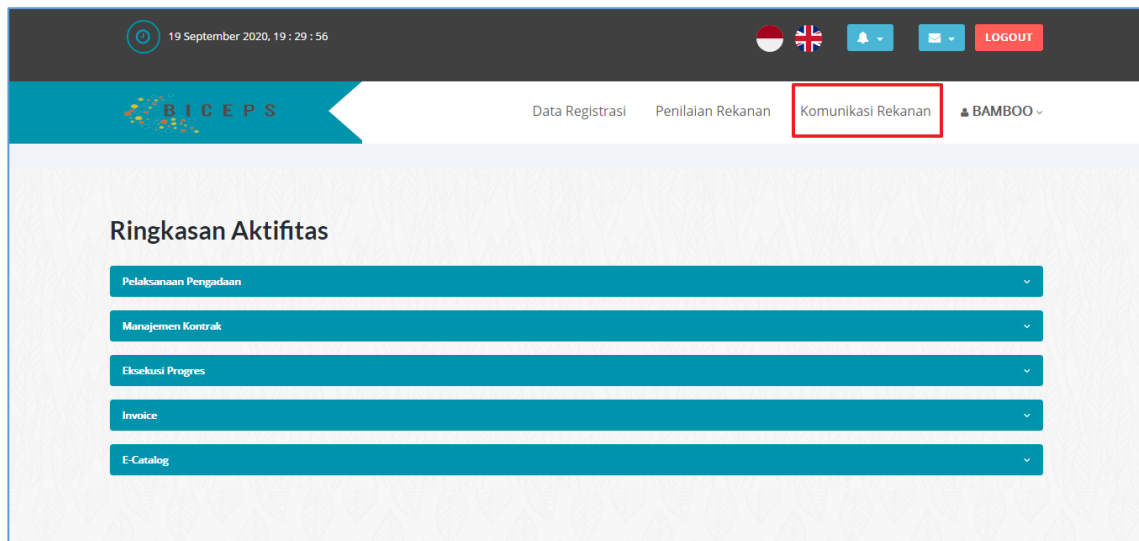 19 September 2020, 19 : 29 : 56
LOGOUT
BICEPS
Data Registrasi Penilaian Rekanan Komunikasi Rekanan BAMBOO
Ringkasan Aktifitas
Pelaksanaan Pengadaan
Manajemen Kontrak
Eksekusi Progres
Invoice
E-Catalog